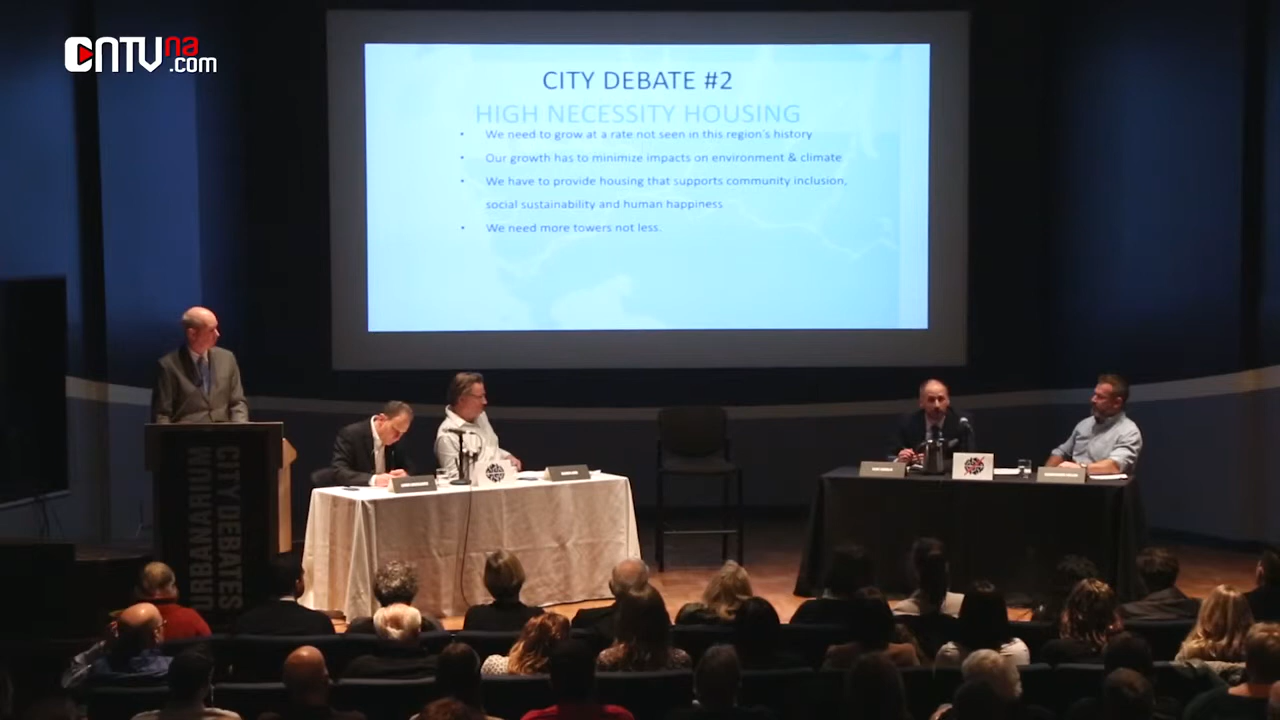 CNTVna
.com
CITY DEBATE #2
HIGH NECESSITY HOUSING
• We need to grow at a rate not seen in this region's history
• Our growth has to minimize impacts on environment & climate
• We have to provide housing that supports community inclusion,
social sustainability and human happiness
• We need more towers not less.
URBANARIUM
CITY DEBATES